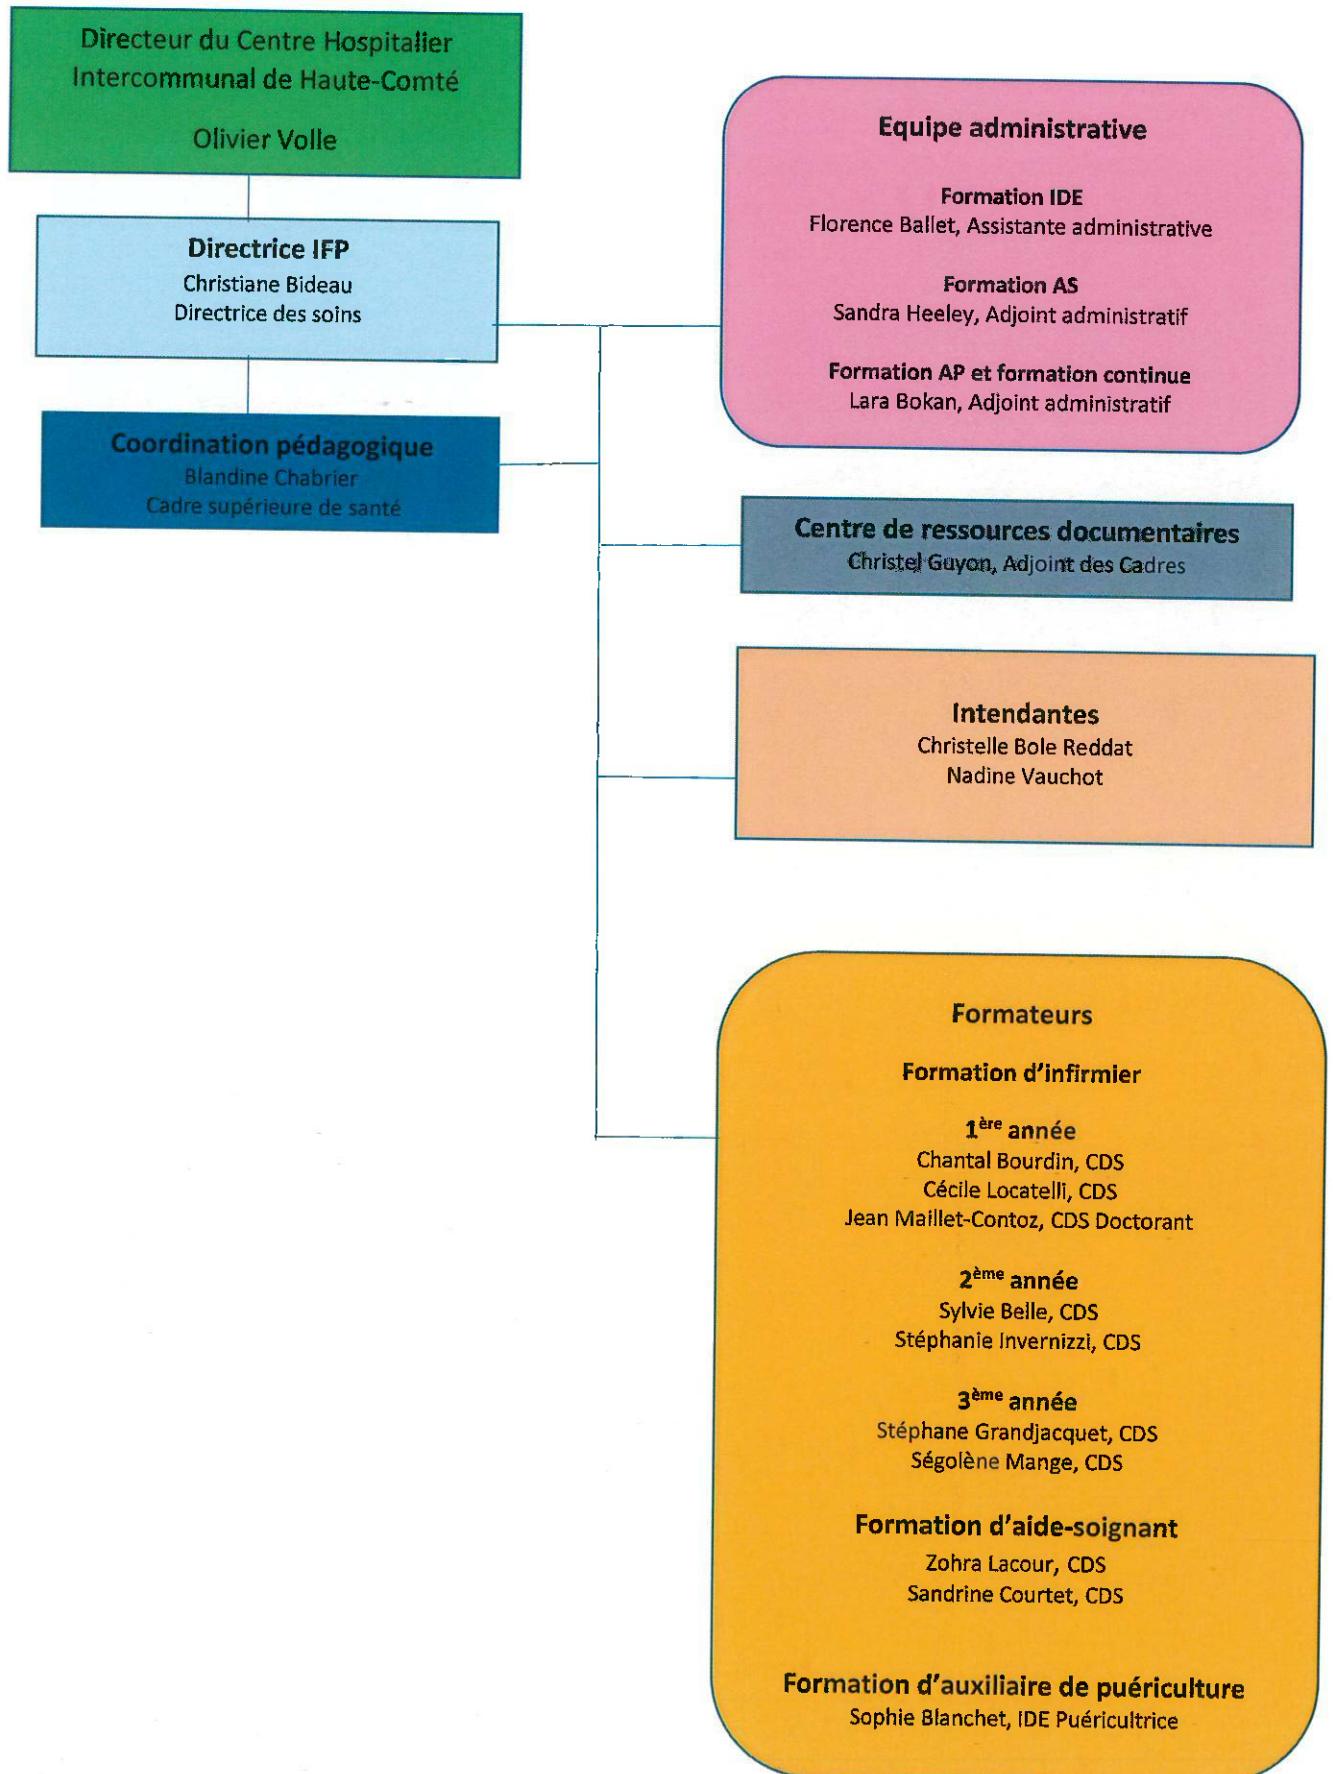 Directeur du Centre Hospitalier
Intercommunal de Haute-Comté
Olivier Volle
Directrice IFP
Christiane Bideau
Directrice des soins
Coordination pédagogique
Blandine Chabrier
Cadre supérieure de santé
Equipe administrative
Formation IDE
Florence Ballet, Assistante administrative
Formation AS
Sandra Heeley, Adjoint administratif
Formation AP et formation continue
Lara Bokan, Adjoint administratif
Centre de ressources documentaires
Christel Guyon, Adjoint des Cadres
Intendantes
Christelle Bole Reddat
Nadine Vauchot
Formateurs
Formation d'infirmier
1ère année
Chantal Bourdin, CDS
Cécile Locatelli, CDS
Jean Maillet-Contoz, CDS Doctorant
2ème année
Sylvie Belle, CDS
Stéphanie Invernizzi, CDS
3ème année
Stéphane Grandjacquet, CDS
Ségolène Mange, CDS
Formation d'aide-soignant
Zohra Lacour, CDS
Sandrine Courtet, CDS
Formation d'auxiliaire de puériculture
Sophie Blanchet, IDE Puéricultrice